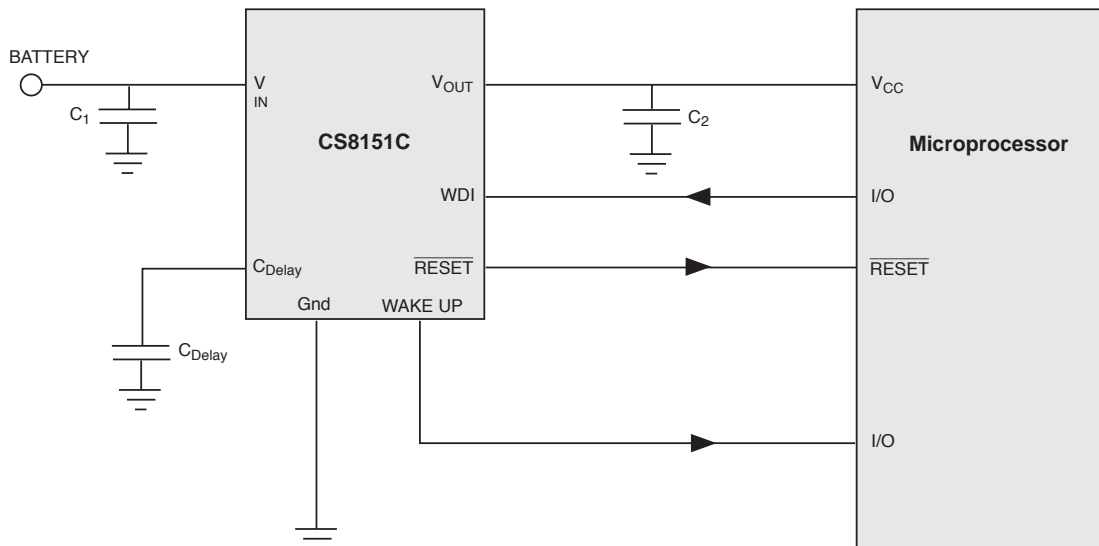 BATTERY
V
IN
VOUT
VCC
C1
C2
CS8151C
Microprocessor
WDI
I/O
CDelay
RESET
RESET
Gnd
WAKE UP
CDelay
I/O